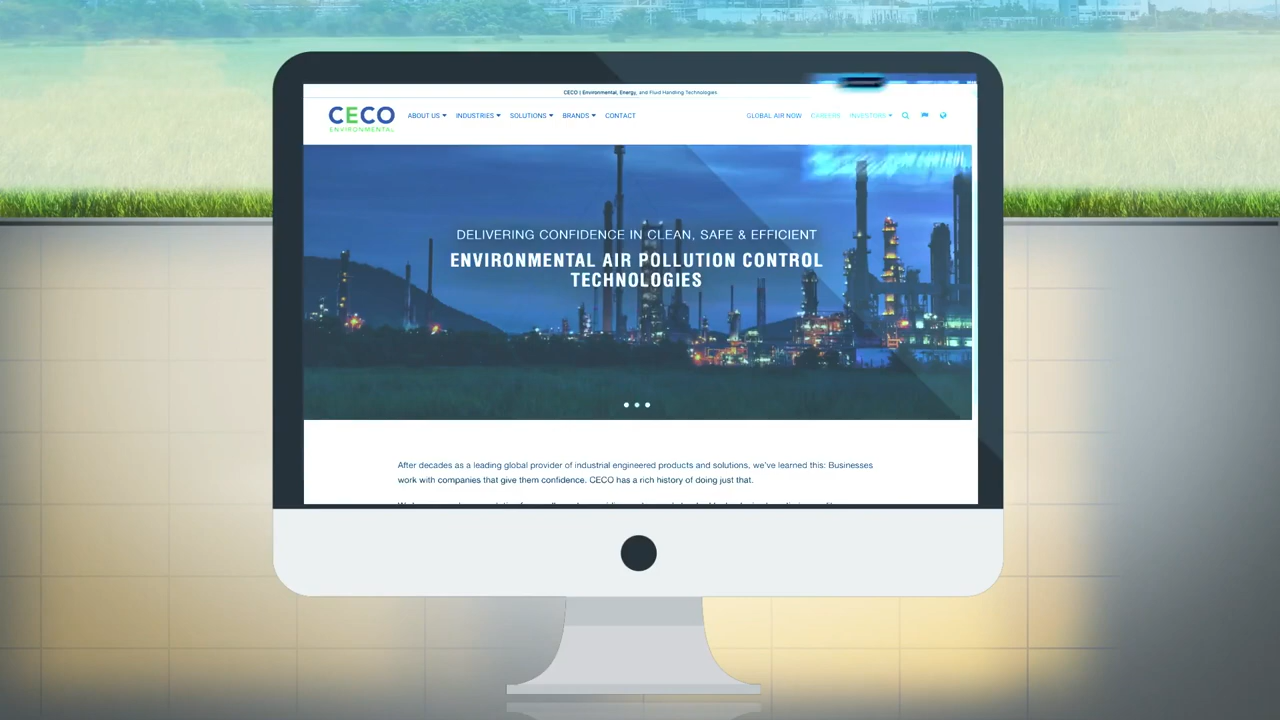 CECO | Environmental, Energy, and Fluid Handling Technologies
CECO
ENVIRONMENTAL
ABOUT US INDUSTRIES SOLUTIONS BRANDS CONTACT GLOBAL AIR NOW CAREERS INVESTORS
DELIVERING CONFIDENCE IN CLEAN, SAFE & EFFICIENT
ENVIRONMENTAL AIR POLLUTION CONTROL
TECHNOLOGIES
After decades as a leading global provider of industrial engineered products and solutions, we've learned this: Businesses
work with companies that give them confidence. CECO has a rich history of doing just that.